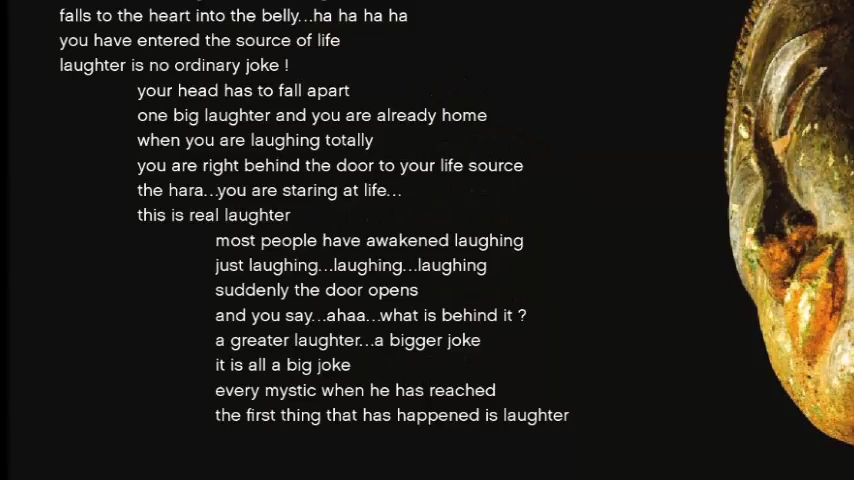 falls to the heart into the belly...ha ha ha ha
you have entered the source of life
laughter is no ordinary joke !
your head has to fall apart
one big laughter and you are already home
when you are laughing totally
you are right behind the door to your life source
the hara...you are staring at life...
this is real laughter
most people have awakened laughing
just laughing...laughing...laughing
suddenly the door opens
and you say...ahaa...what is behind it ?
a greater laughter...a bigger joke
it is all a big joke
every mystic when he has reached
the first thing that has happened is laughter